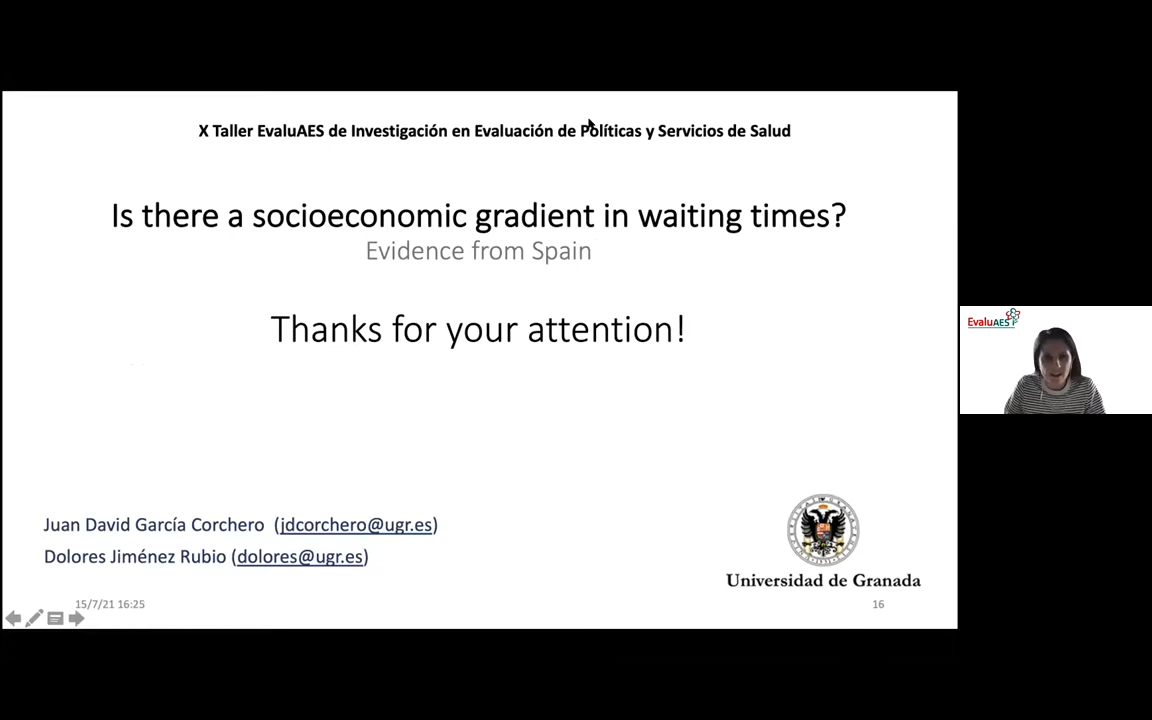 X Taller EvaluAES de Investigación en Evaluación de Políticas y Servicios de Salud
Is there a socioeconomic gradient in waiting times?
Evidence from Spain
Thanks for your attention!
Juan David García Corchero (jdcorchero@ugr.es)
Dolores Jiménez Rubio (dolores@ugr.es)
Universidad de Granada
15/7/21 16:25
16
EvaluAES